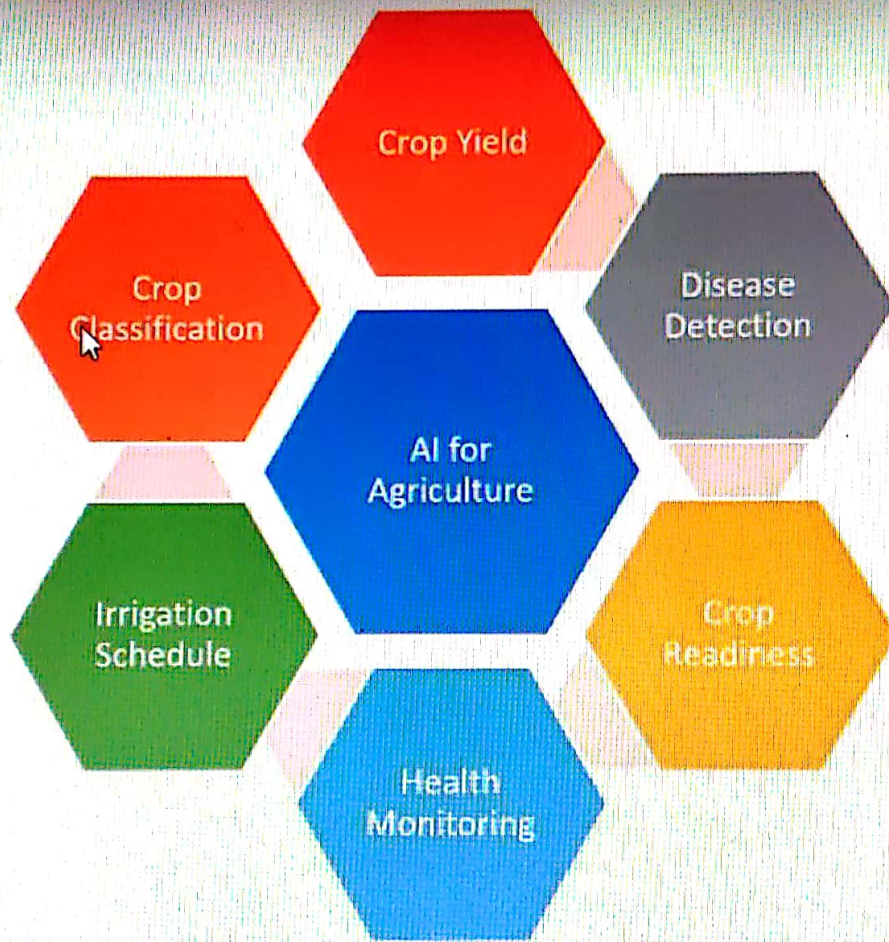 Crop Yield
Crop
Classification
Disease
Detection
AI for
Agriculture
Irrigation
Schedule
Crop
Readiness
Health
Monitoring